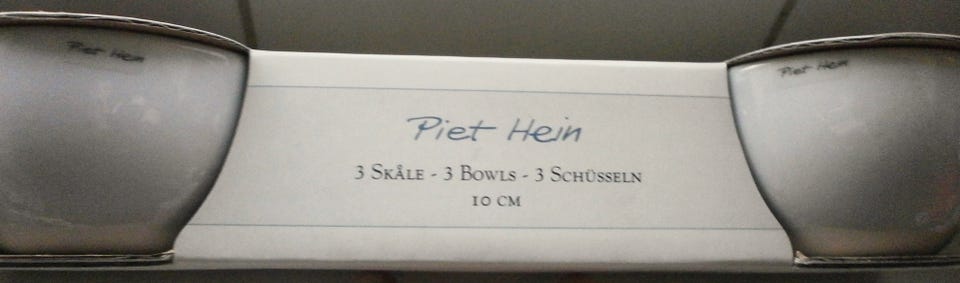 Piet Hein
Piet Hein
Piet Hein
3 Skåle - 3 Bowls - 3 Schüsseln
10 cm